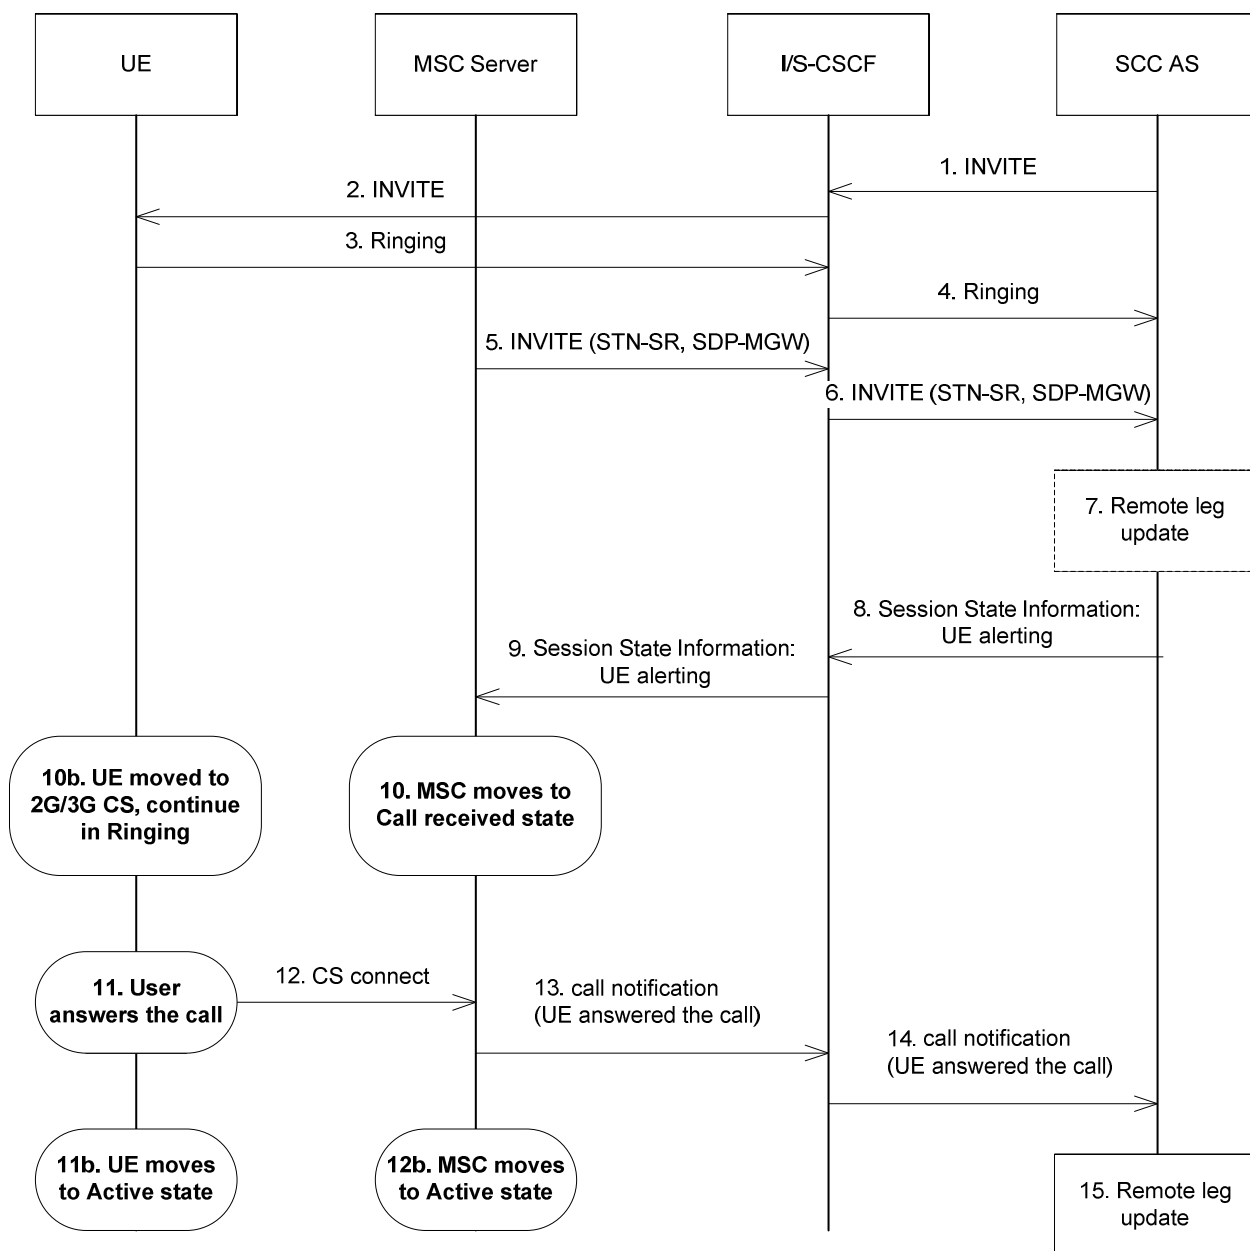 UE
MSC Server
I/S-CSCF
SCC AS
1. INVITE
2. INVITE
3. Ringing
4. Ringing
5. INVITE (STN-SR, SDP-MGW)
6. INVITE (STN-SR, SDP-MGW)
7. Remote leg
update
8. Session State Information:
UE alerting
9. Session State Information:
UE alerting
10b. UE moved to
2G/3G CS, continue
in Ringing
10. MSC moves to
Call received state
11. User
answers the call
12. CS connect
13. call notification
(UE answered the call)
14. call notification
(UE answered the call)
11b. UE moves
to Active state
12b. MSC moves
to Active state
15. Remote leg
update